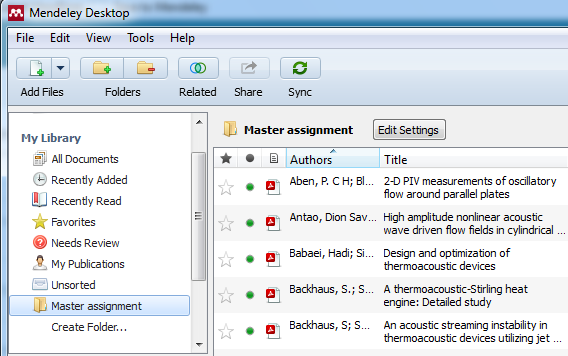 Mendeley Desktop
File Edit View Tools Help
Add Files Folders Related Share Sync
My Library
All Documents
Recently Added
Recently Read
Favorites
Needs Review
My Publications
Unsorted
Master assignment
Create Folder...
Master assignment Edit Settings
Authors Title
Aben, P. C H; Bl... 2-D PIV measurements of oscillatory
flow around parallel plates
Antao, Dion Sav... High amplitude nonlinear acoustic
wave driven flow fields in cylindrical ...
Babaei, Hadi; Si... Design and optimization of
thermoacoustic devices
Backhaus, S.; S... A thermoacoustic-Stirling heat
engine: Detailed study
Backhaus, S; S... An acoustic streaming instability in
thermoacoustic devices utilizing jet ...